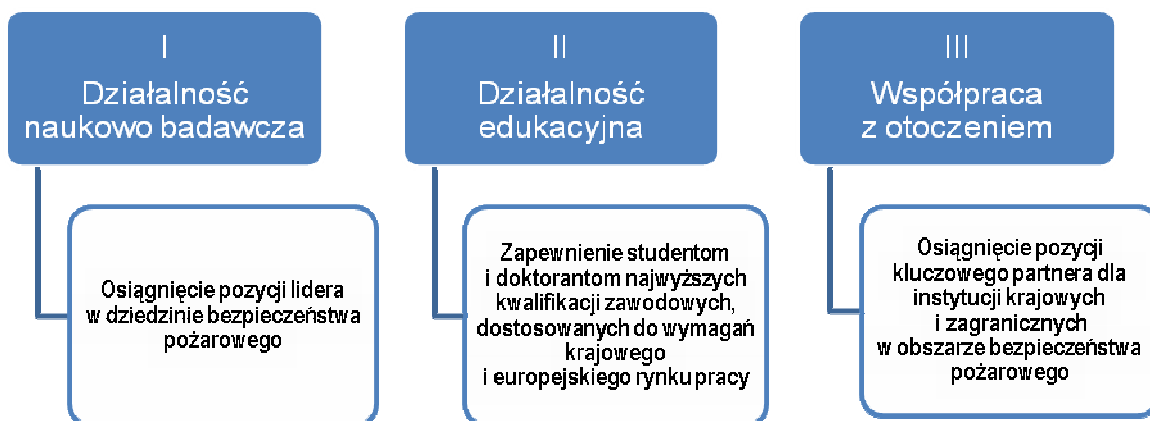 I
Działalność
naukowo badawcza
Osiągnięcie pozycji lidera
w dziedzinie bezpieczeństwa
pożarowego
II
Działalność
edukacyjna
Zapewnienie studentom
i doktorantom najwyższych
kwalifikacji zawodowych,
dostosowanych do wymagań
krajowego
i europejskiego rynku pracy
III
Współpraca
z otoczeniem
Osiągnięcie pozycji
kluczowego partnera dla
instytucji krajowych
i zagranicznych
w obszarze bezpieczeństwa
pożarowego